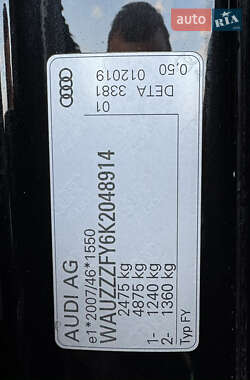 AUTO
RIA .com
AUDI AG
e1*2007/46*1550
WAUZZZFY6K2048914
2475 kg
4875 kg
1- 1240 kg
2- 1360 kg
Typ FY
01
DETA 3381
0,50 012019